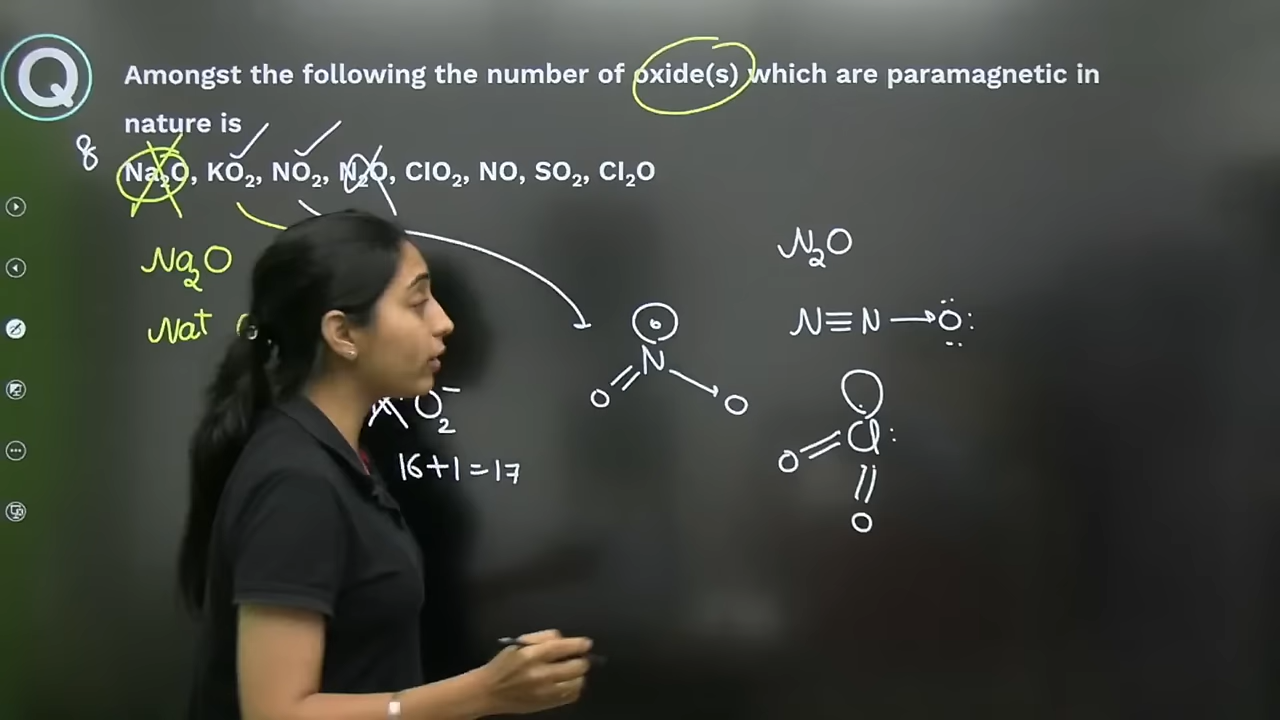 Q
Amongst the following the number of oxide(s) which are paramagnetic in
nature is
8
Na₂O, KO₂, NO₂, N₂O, ClO₂, NO, SO₂, Cl₂O
Na₂O
N₂O
Na⁺
N≡N→O:
N
O O
O₂⁻
Cl:
O
16+1=17
O